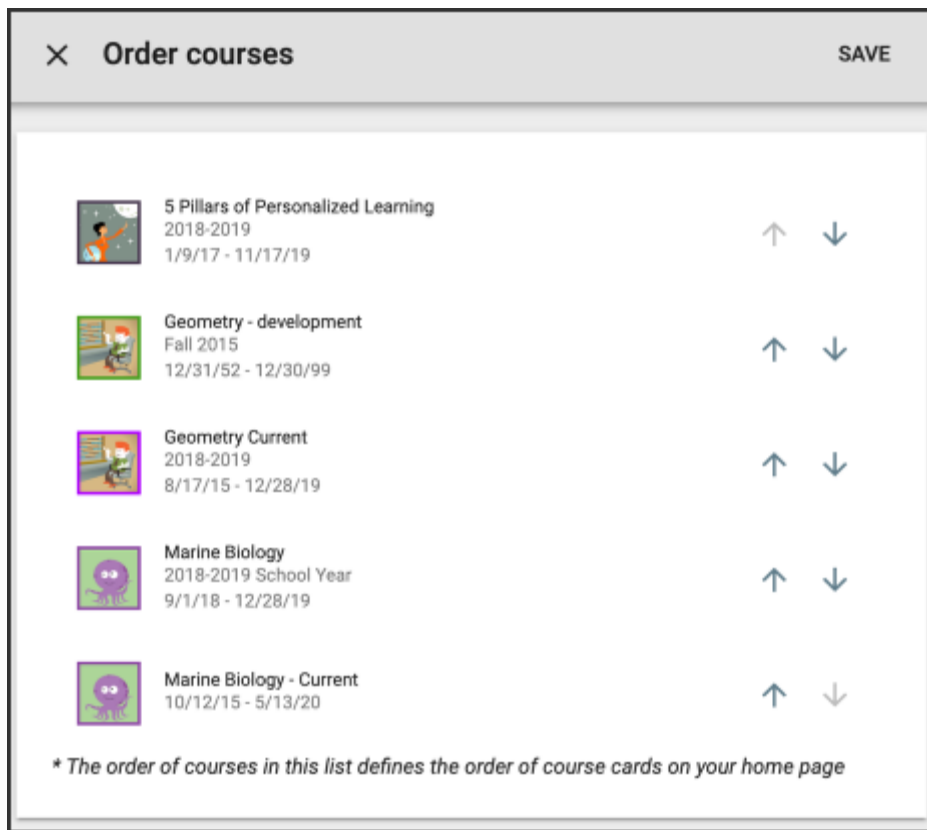 Order courses
SAVE
5 Pillars of Personalized Learning
2018-2019
1/9/17 - 11/17/19
Geometry - development
Fall 2015
12/31/52 - 12/30/99
Geometry Current
2018-2019
8/17/15 - 12/28/19
Marine Biology
2018-2019 School Year
9/1/18 - 12/28/19
Marine Biology - Current
10/12/15 - 5/13/20
* The order of courses in this list defines the order of course cards on your home page